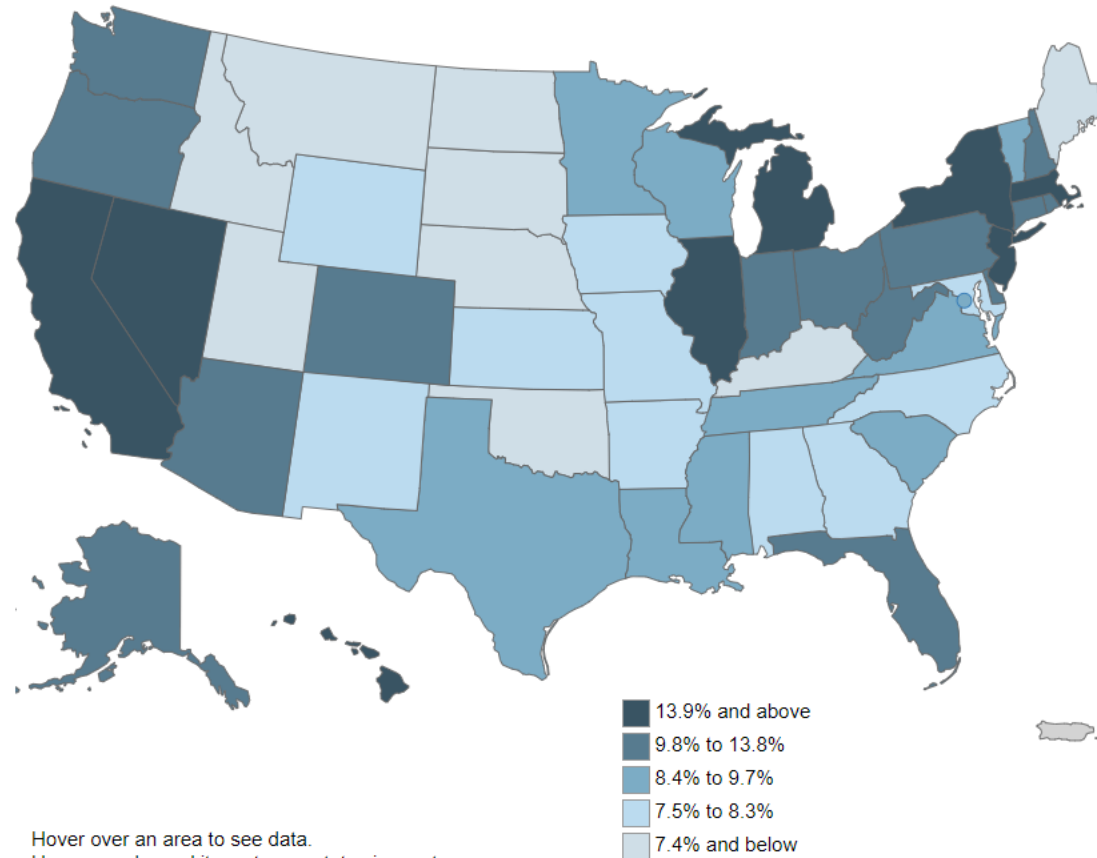 13.9% and above
9.8% to 13.8%
8.4% to 9.7%
7.5% to 8.3%
7.4% and below
Hover over an area to see data.